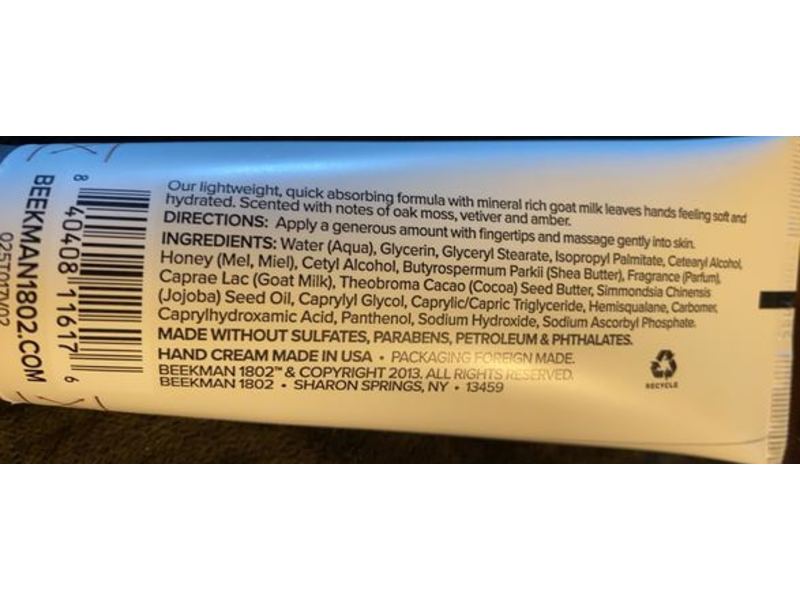 Our lightweight, quick absorbing formula with mineral rich goat milk leaves hands feeling soft and
hydrated. Scented with notes of oak moss, vetiver and amber.
DIRECTIONS: Apply a generous amount with fingertips and massage gently into skin.
INGREDIENTS: Water (Aqua), Glycerin, Glyceryl Stearate, Isopropyl Palmitate, Cetearyl Alcohol,
Honey (Mel, Miel), Cetyl Alcohol, Butyrospermum Parkii (Shea Butter), Fragrance (Parfum),
Caprae Lac (Goat Milk), Theobroma Cacao (Cocoa) Seed Butter, Simmondsia Chinensis
(Jojoba) Seed Oil, Caprylyl Glycol, Caprylic/Capric Triglyceride, Hemisqualane, Carbomer,
Caprylhydroxamic Acid, Panthenol, Sodium Hydroxide, Sodium Ascorbyl Phosphate.
MADE WITHOUT SULFATES, PARABENS, PETROLEUM & PHTHALATES.
HAND CREAM MADE IN USA • PACKAGING FOREIGN MADE.
BEEKMAN 1802™ & COPYRIGHT 2013. ALL RIGHTS RESERVED.
BEEKMAN 1802 • SHARON SPRINGS, NY • 13459
RECYCLE
8 40408 11617 6
BEEKMAN1802.COM